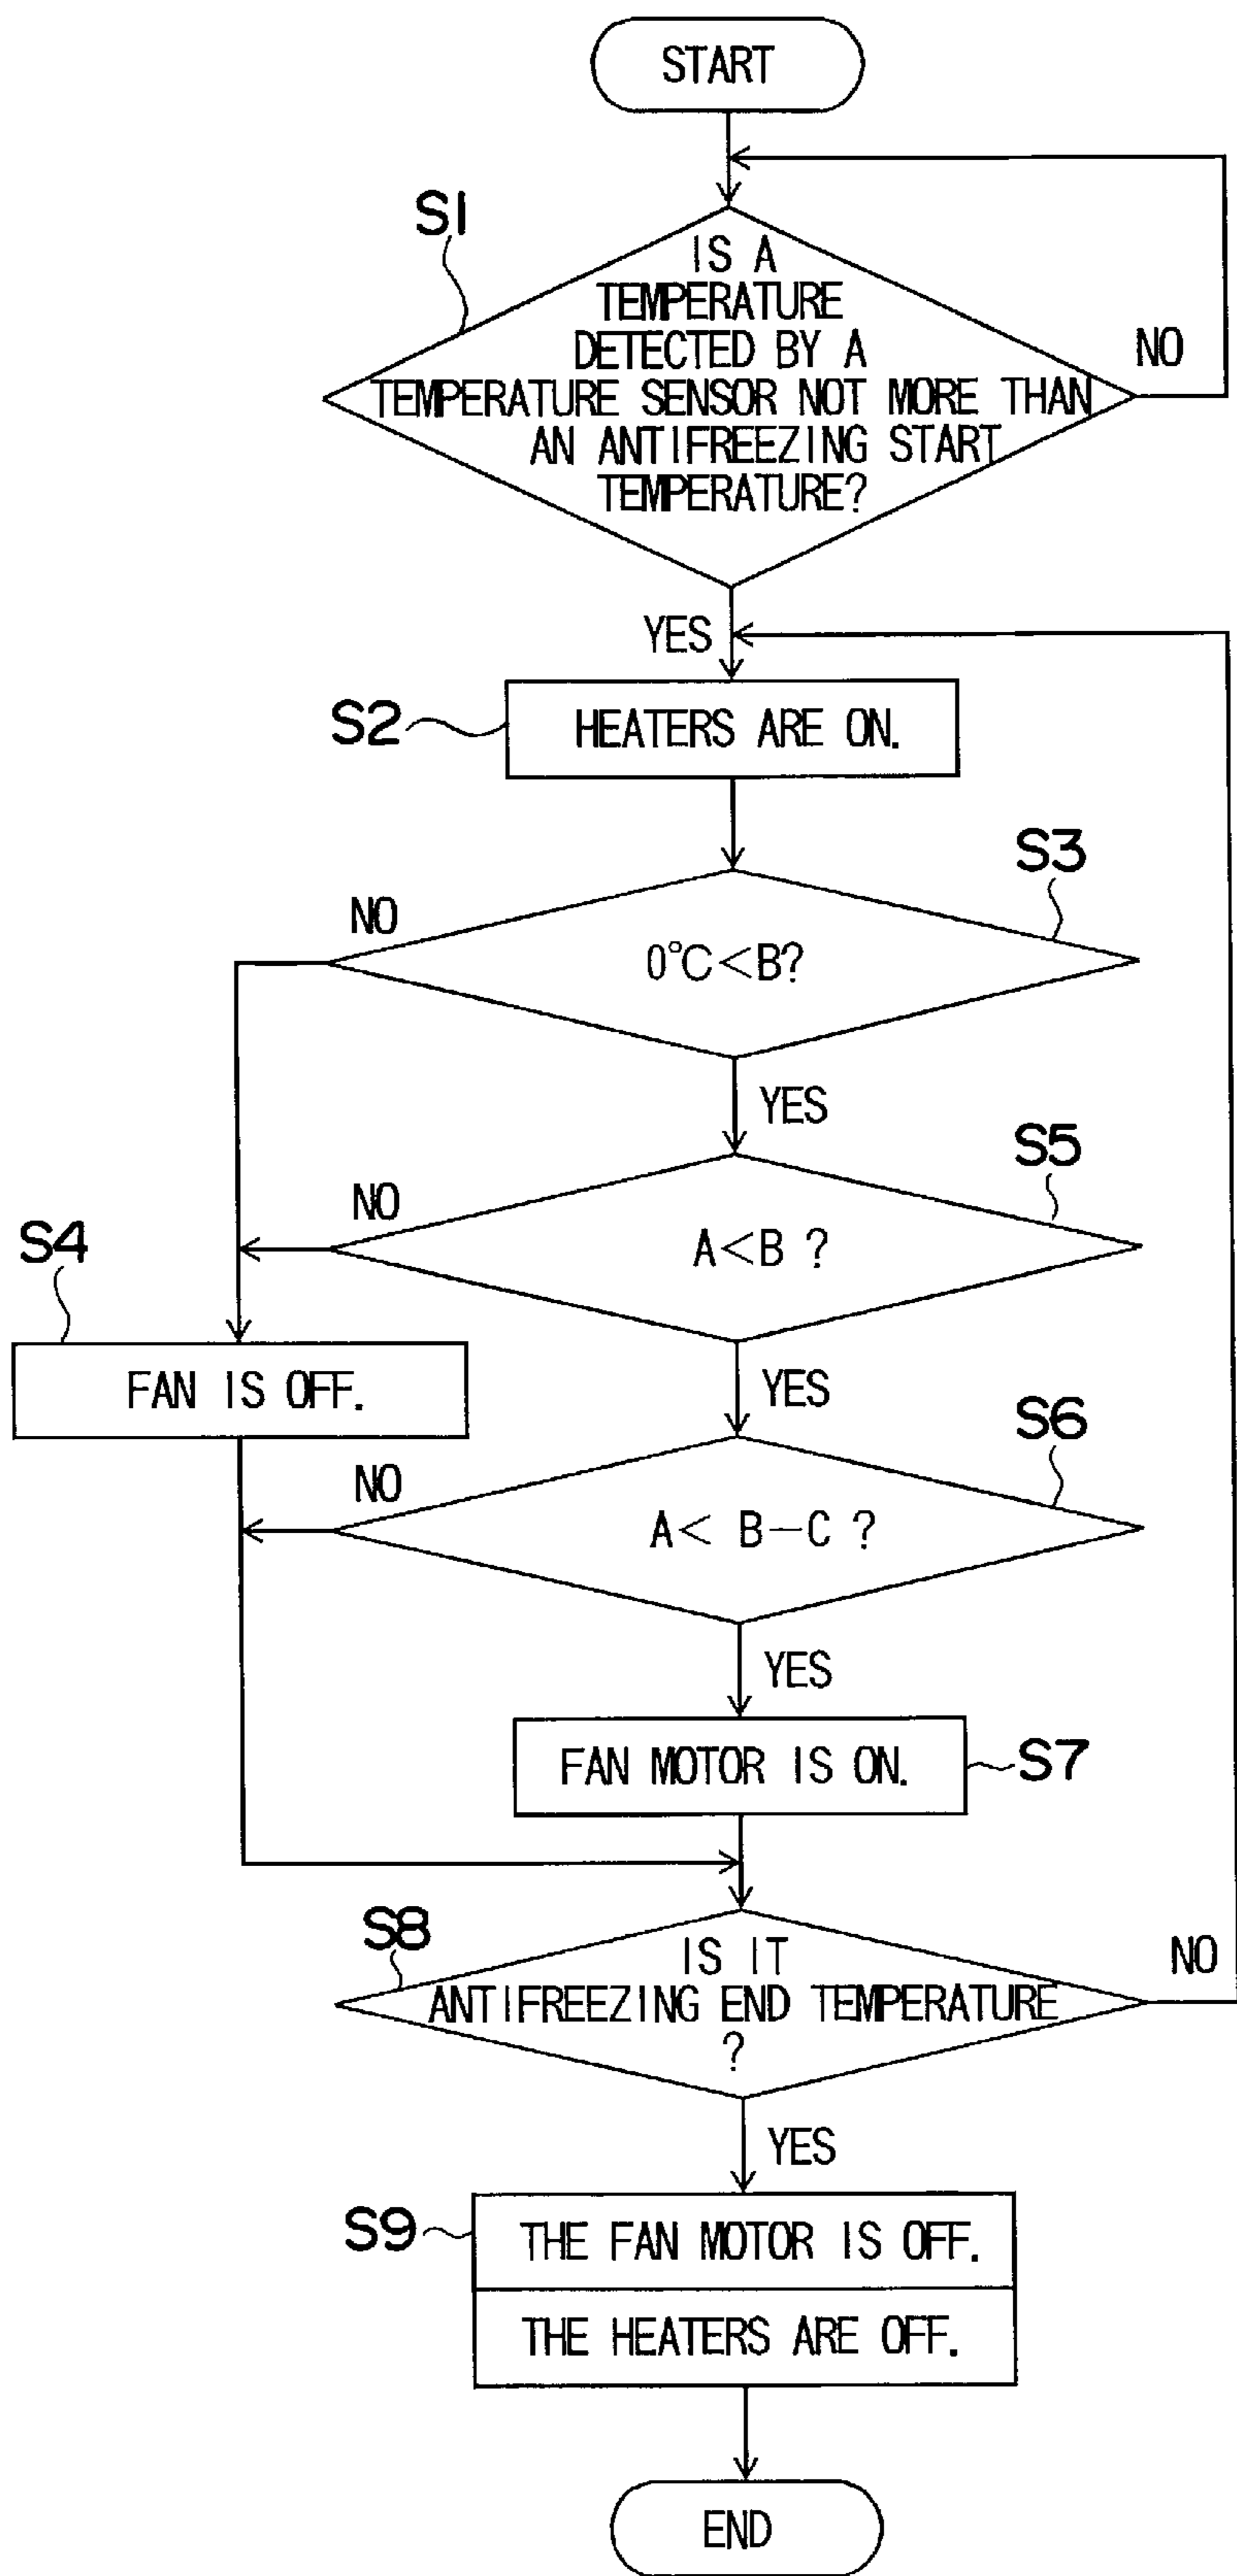 START
S1
IS A
TEMPERATURE
DETECTED BY A
TEMPERATURE SENSOR NOT MORE THAN
AN ANTIFREEZING START
TEMPERATURE?
NO
YES
S2
HEATERS ARE ON.
S3
NO
0°C<B?
YES
S5
NO
A<B ?
S4
FAN IS OFF.
YES
S6
NO
A< B-C ?
YES
FAN MOTOR IS ON.
S7
S8
IS IT
ANTIFREEZING END TEMPERATURE
?
NO
YES
S9
THE FAN MOTOR IS OFF.
THE HEATERS ARE OFF.
END